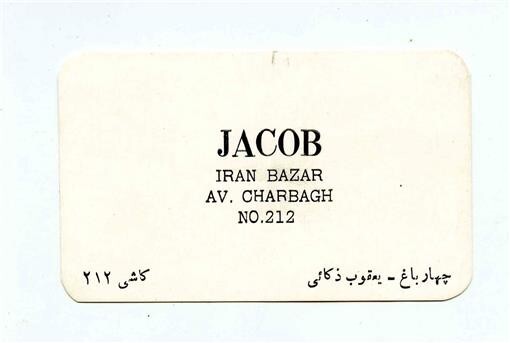 JACOB
IRAN BAZAR
AV. CHARBAGH
NO.212
چهارباغ - یعقوب ذکائی
کاشی ۲۱۲